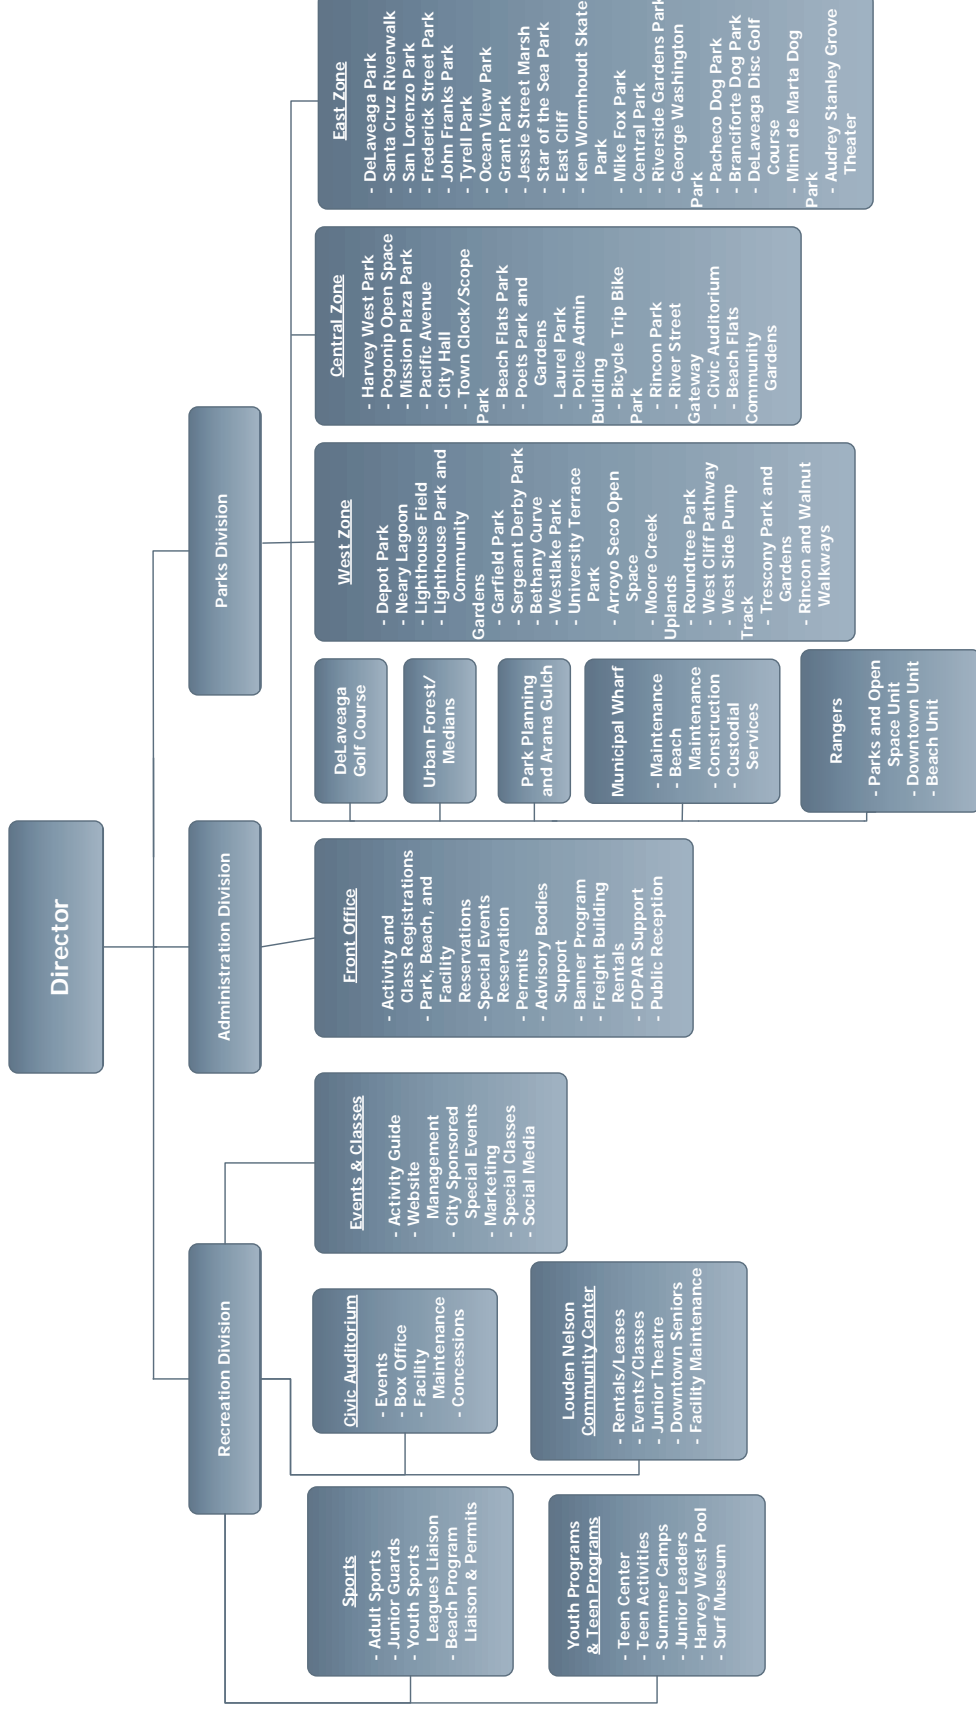 Director
Recreation Division
Administration Division
Parks Division
Sports
- Adult Sports
- Junior Guards
- Youth Sports
Leagues Liaison
- Beach Program
Liaison & Permits
Youth Programs
& Teen Programs
- Teen Center
- Teen Activities
- Summer Camps
- Junior Leaders
- Harvey West Pool
- Surf Museum
Civic Auditorium
- Events
- Box Office
- Facility
Maintenance
- Concessions
Louden Nelson
Community Center
- Rentals/Leases
- Events/Classes
- Junior Theatre
- Downtown Seniors
- Facility Maintenance
Events & Classes
- Activity Guide
- Website
Management
- City Sponsored
Special Events
- Marketing
- Special Classes
- Social Media
Front Office
- Activity and
Class Registrations
- Park, Beach, and
Facility
Reservations
- Special Events
Reservation
- Permits
- Advisory Bodies
Support
- Banner Program
- Freight Building
Rentals
- FOPAR Support
- Public Reception
DeLaveaga
Golf Course
Urban Forest/
Medians
Park Planning
and Arana Gulch
Municipal Wharf
- Maintenance
- Beach
Maintenance
- Construction
- Custodial
Services
Rangers
- Parks and Open
Space Unit
- Downtown Unit
- Beach Unit
West Zone
- Depot Park
- Neary Lagoon
- Lighthouse Field
- Lighthouse Park and
Community
Gardens
- Garfield Park
- Sergeant Derby Park
- Bethany Curve
- Westlake Park
- University Terrace
Park
- Arroyo Seco Open
Space
- Moore Creek
Uplands
- Roundtree Park
- West Cliff Pathway
- West Side Pump
Track
- Trescony Park and
Gardens
- Rincon and Walnut
Walkways
Central Zone
- Harvey West Park
- Pogonip Open Space
- Mission Plaza Park
- Pacific Avenue
- City Hall
- Town Clock/Scope
Park
- Beach Flats Park
- Poets Park and
Gardens
- Laurel Park
- Police Admin
Building
- Bicycle Trip Bike
Park
- Rincon Park
- River Street
Gateway
- Civic Auditorium
- Beach Flats
Community
Gardens
East Zone
- DeLaveaga Park
- Santa Cruz Riverwalk
- San Lorenzo Park
- Frederick Street Park
- John Franks Park
- Tyrell Park
- Ocean View Park
- Grant Park
- Jessie Street Marsh
- Star of the Sea Park
- East Cliff
- Ken Wormhoudt Skate
Park
- Mike Fox Park
- Central Park
- Riverside Gardens Park
- George Washington
Park
- Pacheco Dog Park
- Branciforte Dog Park
- DeLaveaga Disc Golf
Course
- Mimi de Marta Dog
Park
- Audrey Stanley Grove
Theater